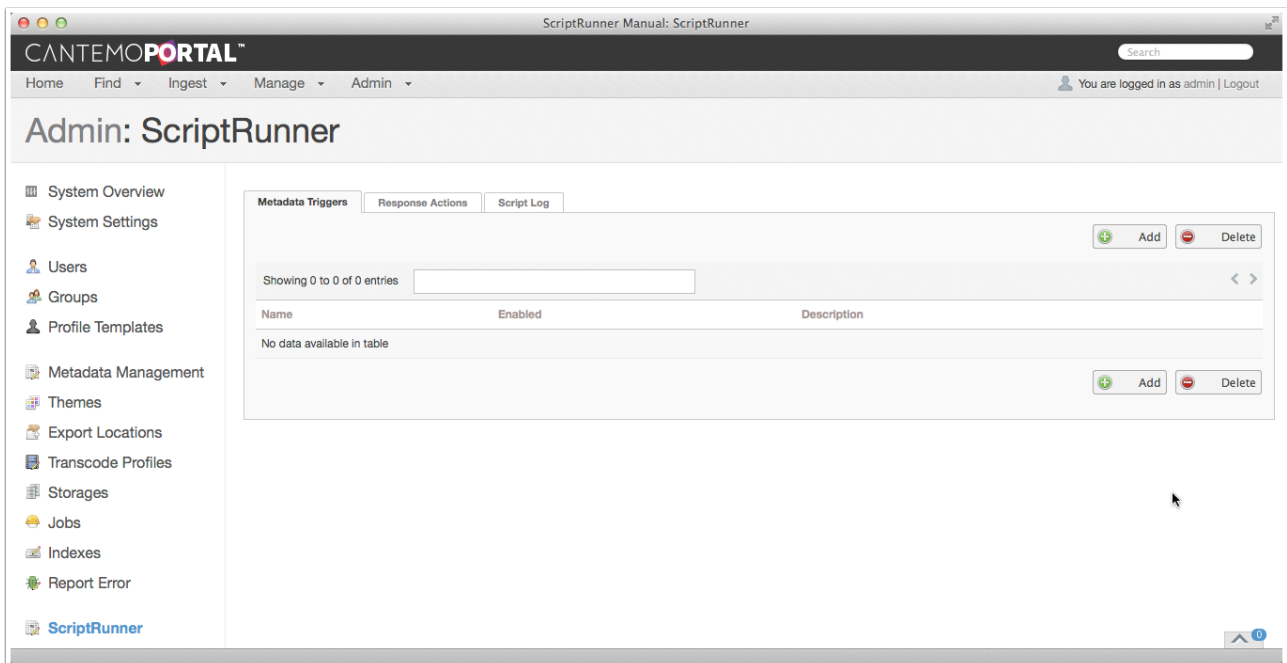 ScriptRunner Manual: ScriptRunner
CANTEMOPORTAL™
Search
Home Find Ingest Manage Admin
You are logged in as admin | Logout
Admin: ScriptRunner
System Overview
System Settings
Users
Groups
Profile Templates
Metadata Management
Themes
Export Locations
Transcode Profiles
Storages
Jobs
Indexes
Report Error
ScriptRunner
Metadata Triggers Response Actions Script Log
Add Delete
Showing 0 to 0 of 0 entries
Name Enabled Description
No data available in table
Add Delete
0